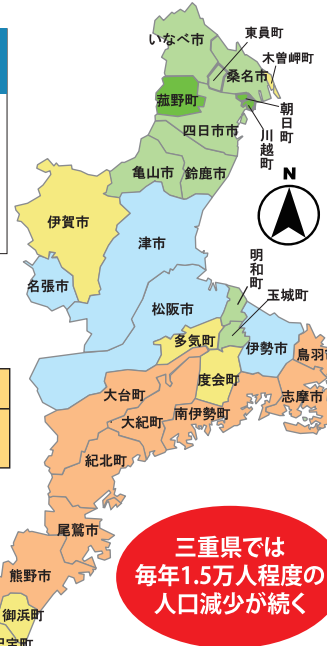 いなべ市
東員町
木曽岬町
桑名市
菰野町
朝日町
四日市市
川越町
亀山市
鈴鹿市
N
伊賀市
津市
名張市
明和町
松阪市
玉城町
多気町
伊勢市
鳥羽市
度会町
志摩市
大台町
南伊勢町
大紀町
紀北町
尾鷲市
熊野市
御浜町
三重県では
毎年1.5万人程度の
人口減少が続く